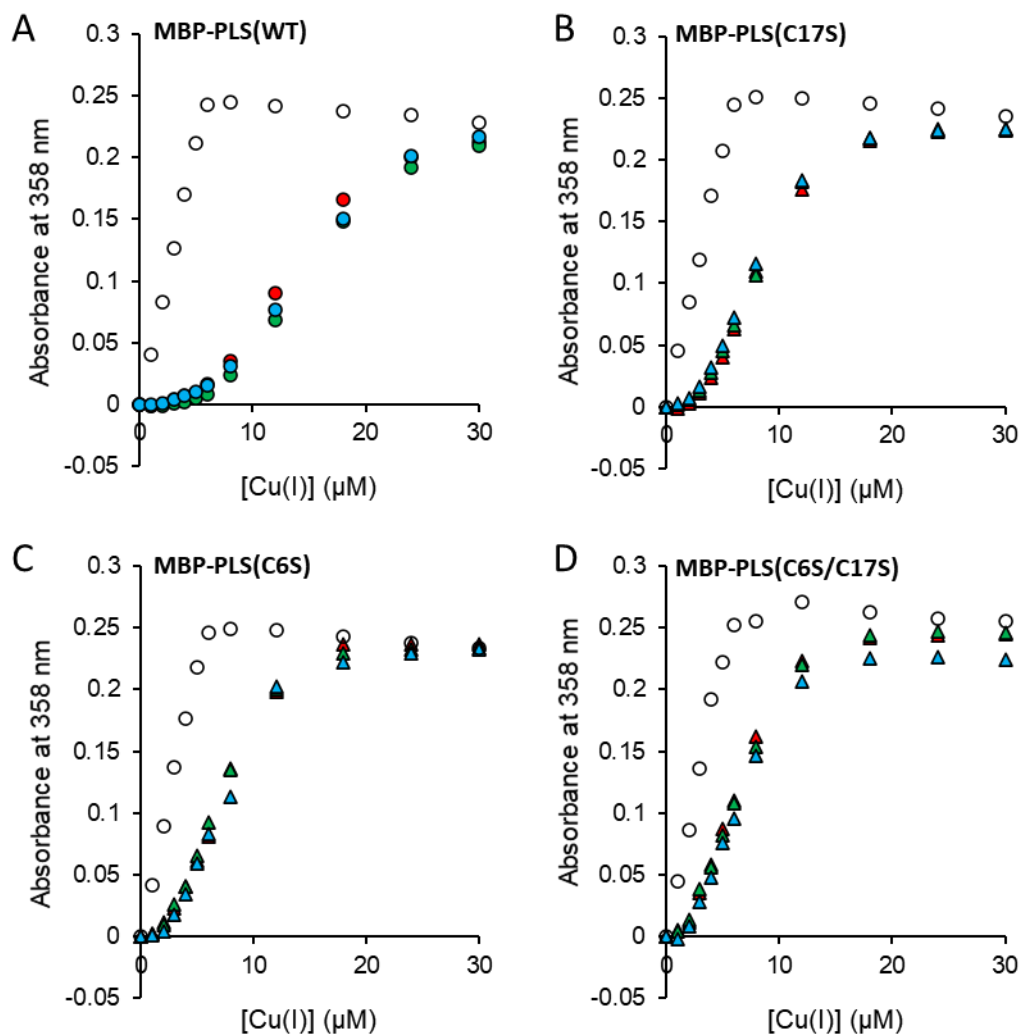 A MBP-PLS(WT)
Absorbance at 358 nm
0.3
0.25
0.2
0.15
0.1
0.05
0
-0.05
0 10 20 30
[Cu(I)] (µM)
B MBP-PLS(C17S)
Absorbance at 358 nm
0.3
0.25
0.2
0.15
0.1
0.05
0
-0.05
0 10 20 30
[Cu(I)] (µM)
C MBP-PLS(C6S)
Absorbance at 358 nm
0.3
0.25
0.2
0.15
0.1
0.05
0
-0.05
0 10 20 30
[Cu(I)] (µM)
D MBP-PLS(C6S/C17S)
Absorbance at 358 nm
0.3
0.25
0.2
0.15
0.1
0.05
0
-0.05
0 10 20 30
[Cu(I)] (µM)